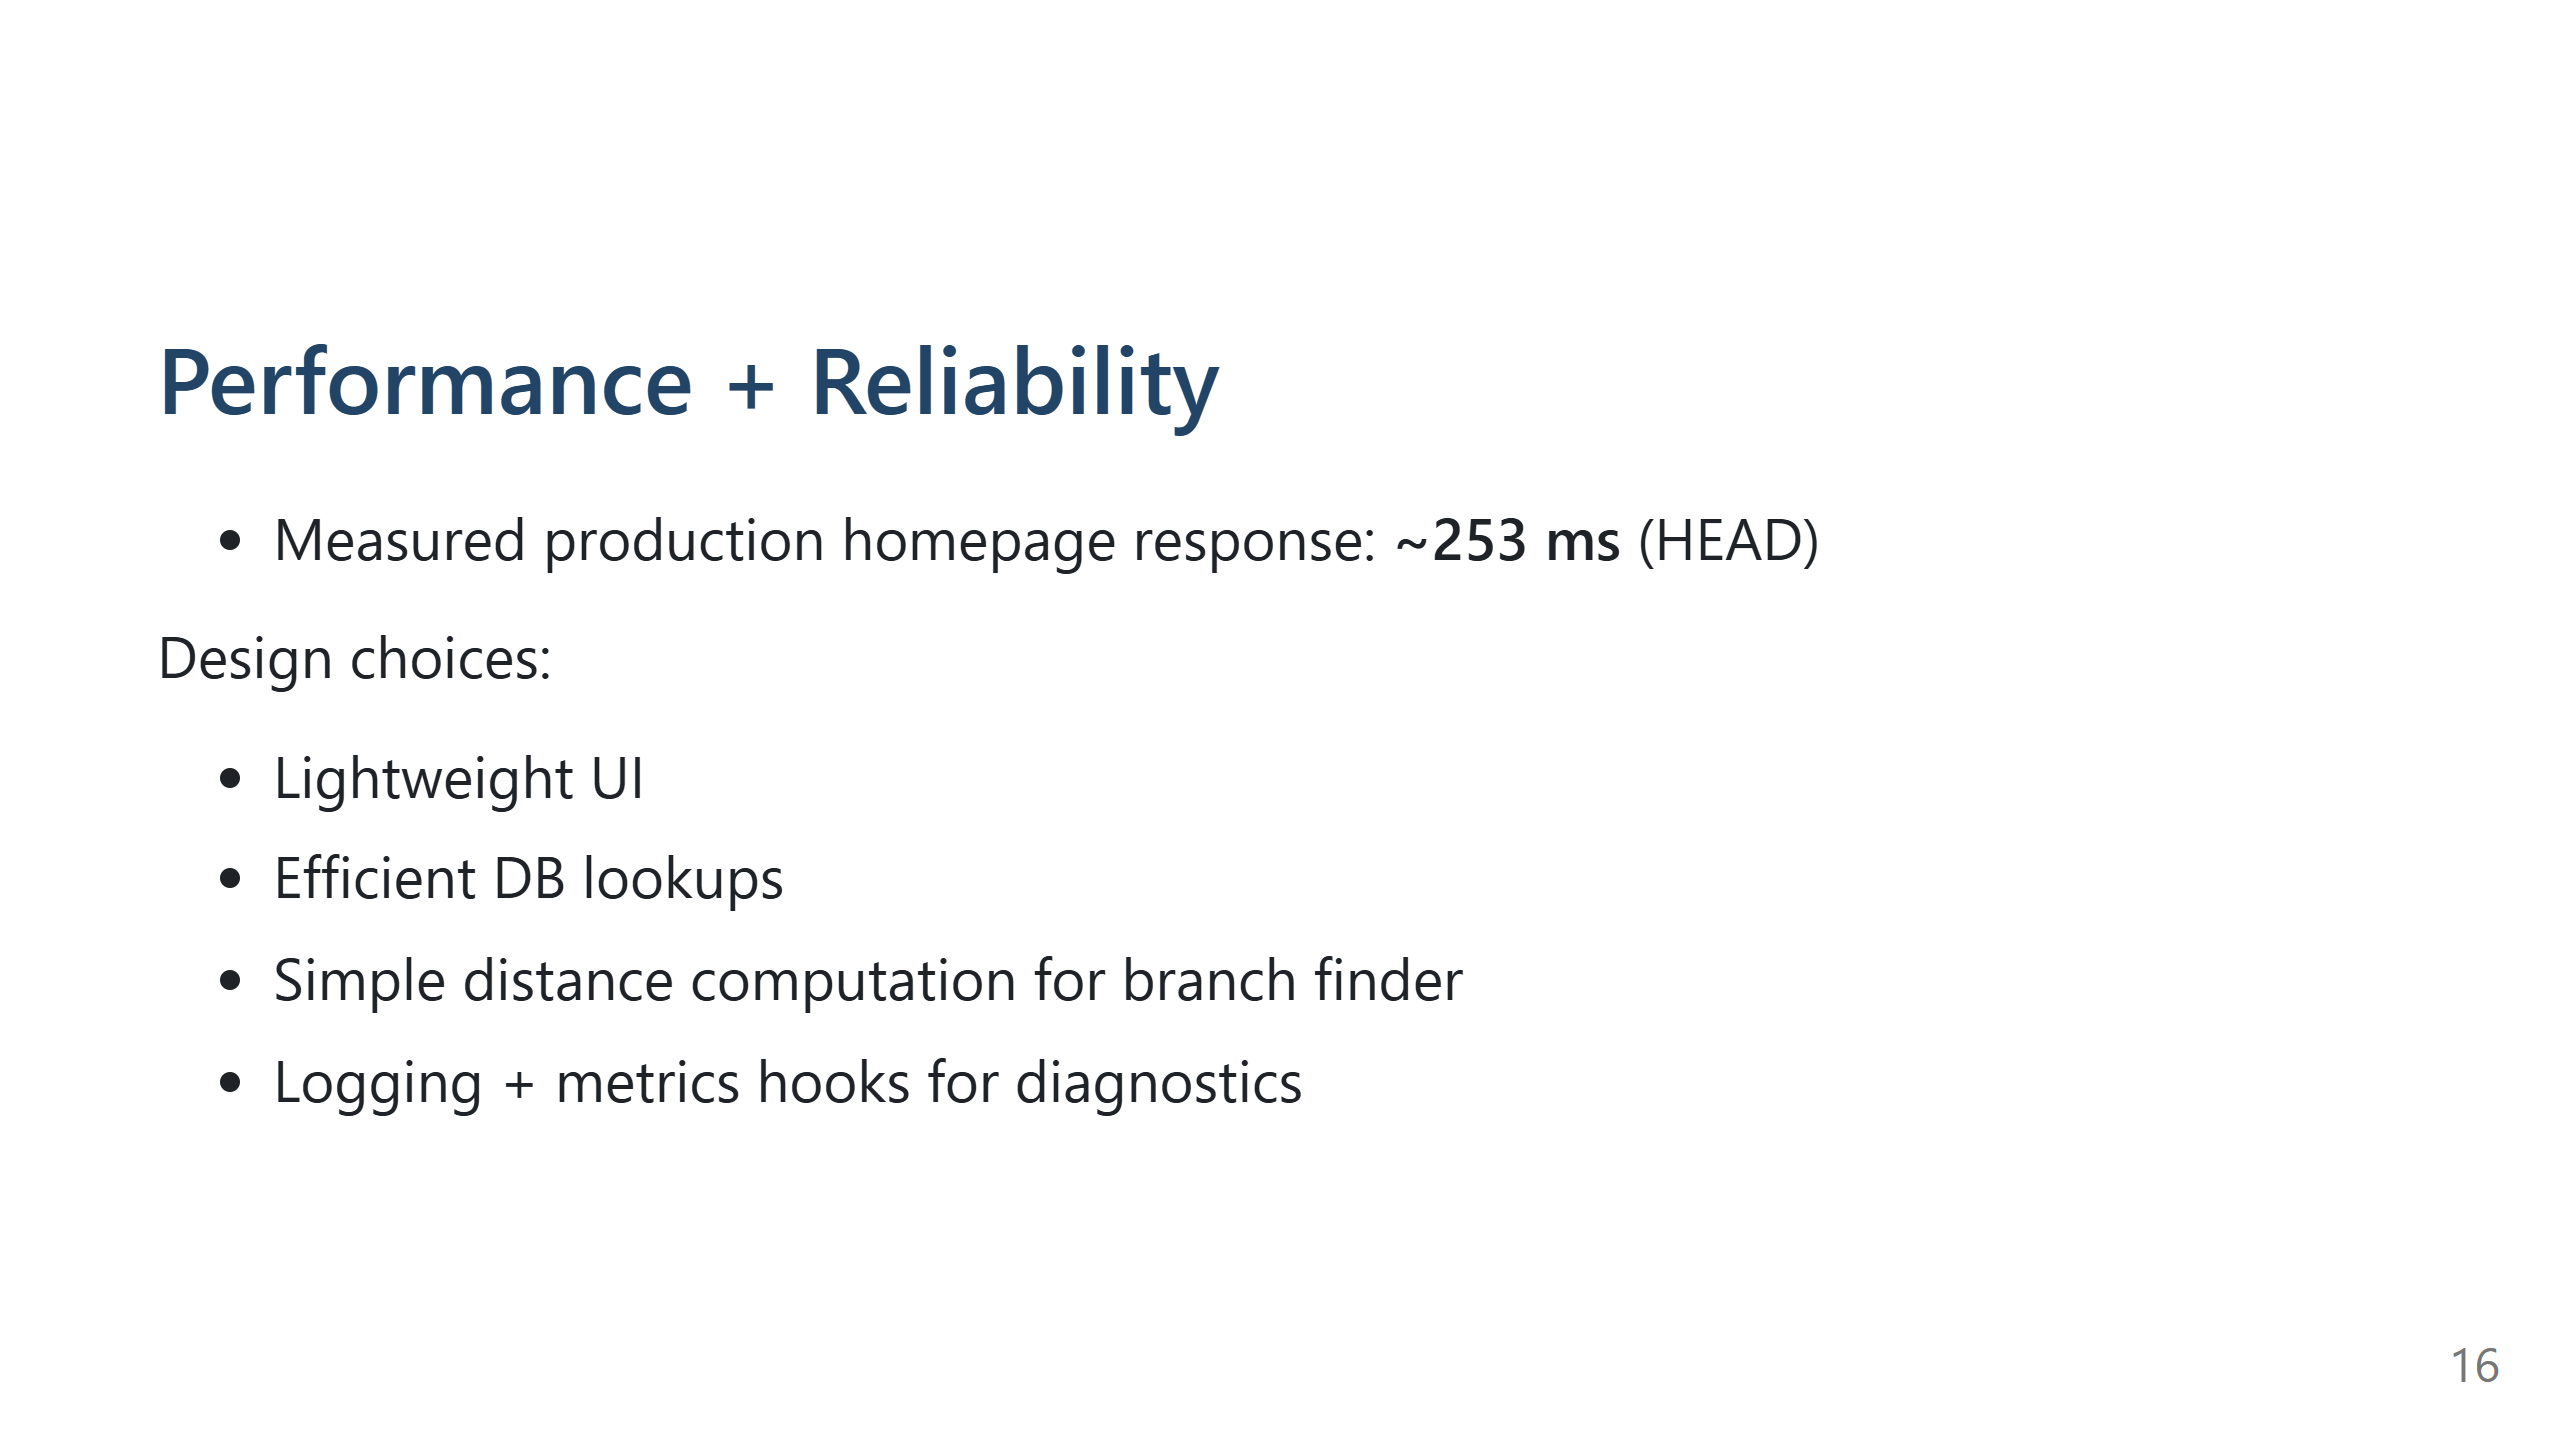 Performance + Reliability
• Measured production homepage response: ~253 ms (HEAD)
Design choices:
• Lightweight UI
• Efficient DB lookups
• Simple distance computation for branch finder
• Logging + metrics hooks for diagnostics
16